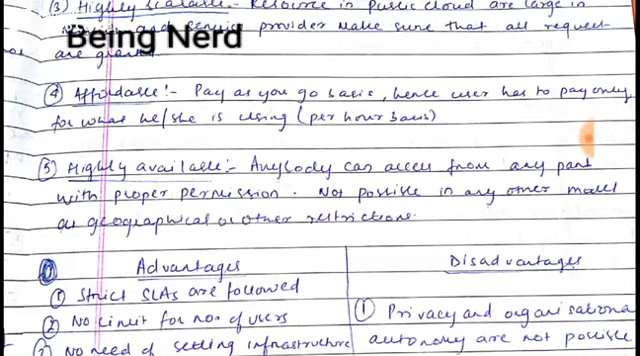 (3) Highly Scalable :- Resource in Public cloud are large in
and service provider make sure that all request
are
Being Nerd
(4) Affordable :- Pay as you go basis, hence user has to pay only
for what he/she is using (per hour basis)
(5) Highly available :- Anybody can access from any part
with proper permission. Not possible in any other model
as geographical or other restrictions.
Advantages
Disadvantages
(1) Strict SLAs are followed
(2) No limit for no. of users
(3) No need of setting infrastructure
(1) Privacy and organisational
autonomy are not possible